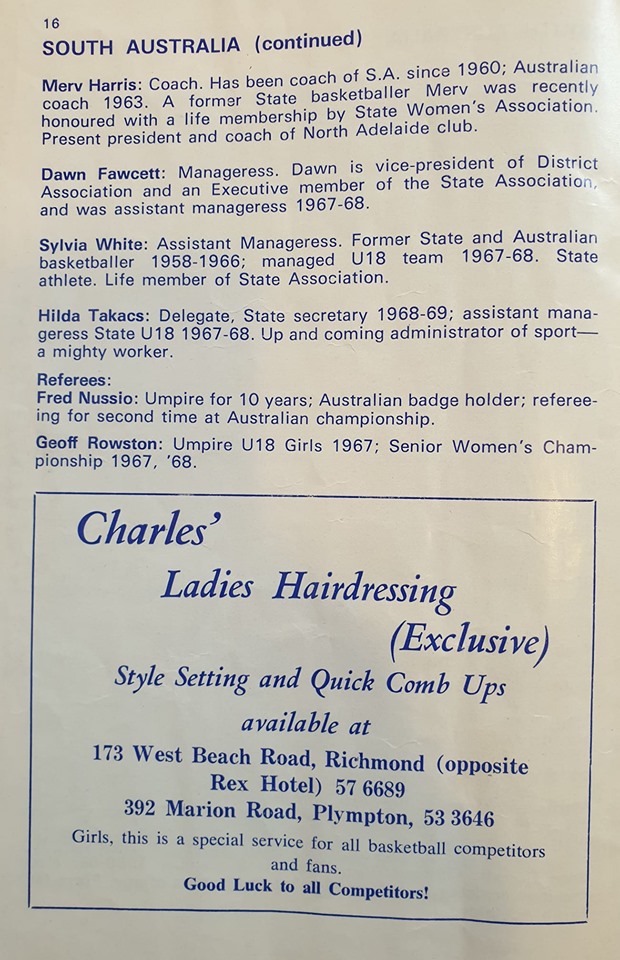 16
SOUTH AUSTRALIA (continued)
Merv Harris: Coach. Has been coach of S.A. since 1960; Australian
coach 1963. A former State basketballer Merv was recently
honoured with a life membership by State Women's Association.
Present president and coach of North Adelaide club.
Dawn Fawcett: Manageress. Dawn is vice-president of District
Association and an Executive member of the State Association,
and was assistant manageress 1967-68.
Sylvia White: Assistant Manageress. Former State and Australian
basketballer 1958-1966; managed U18 team 1967-68. State
athlete. Life member of State Association.
Hilda Takacs: Delegate, State secretary 1968-69; assistant mana-
geress State U18 1967-68. Up and coming administrator of sport—
a mighty worker.
Referees:
Fred Nussio: Umpire for 10 years; Australian badge holder; referee-
ing for second time at Australian championship.
Geoff Rowston: Umpire U18 Girls 1967; Senior Women's Cham-
pionship 1967, '68.
Charles'
Ladies Hairdressing
(Exclusive)
Style Setting and Quick Comb Ups
available at
173 West Beach Road, Richmond (opposite
Rex Hotel) 57 6689
392 Marion Road, Plympton, 53 3646
Girls, this is a special service for all basketball competitors
and fans.
Good Luck to all Competitors!